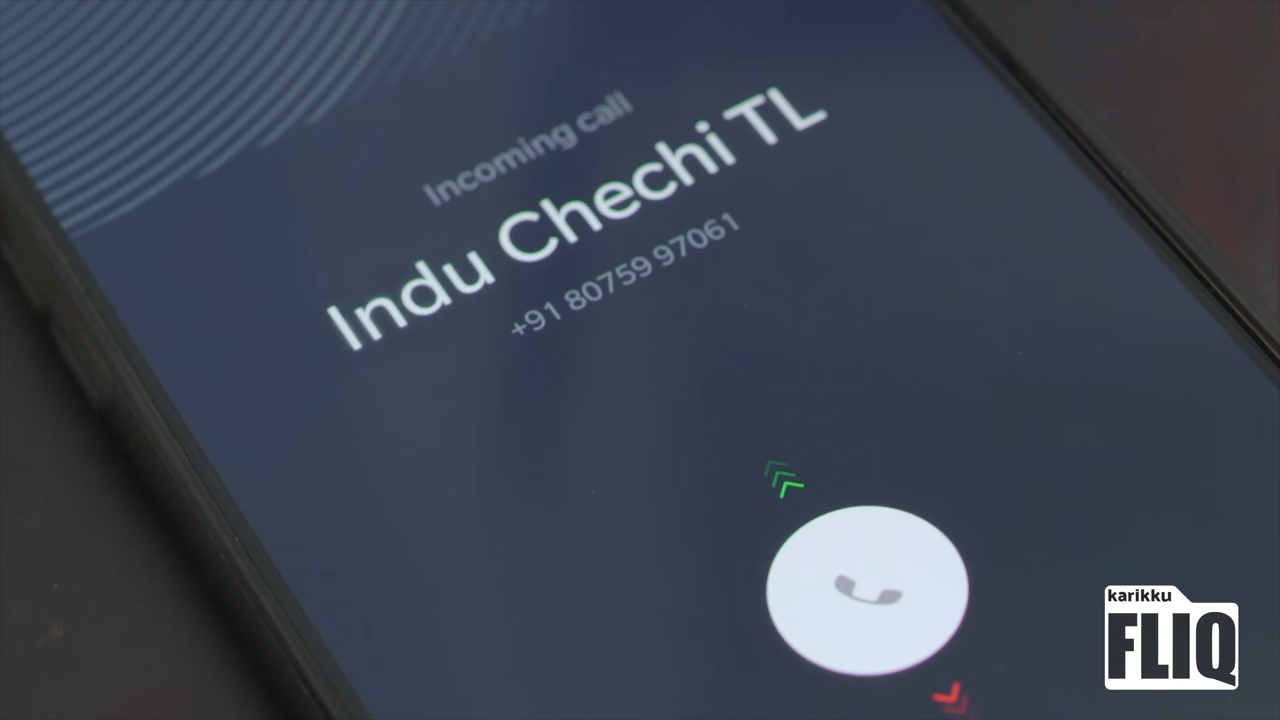 Incoming call
Indu Chechi TL
+91 80759 97061
karikku
FLIQ